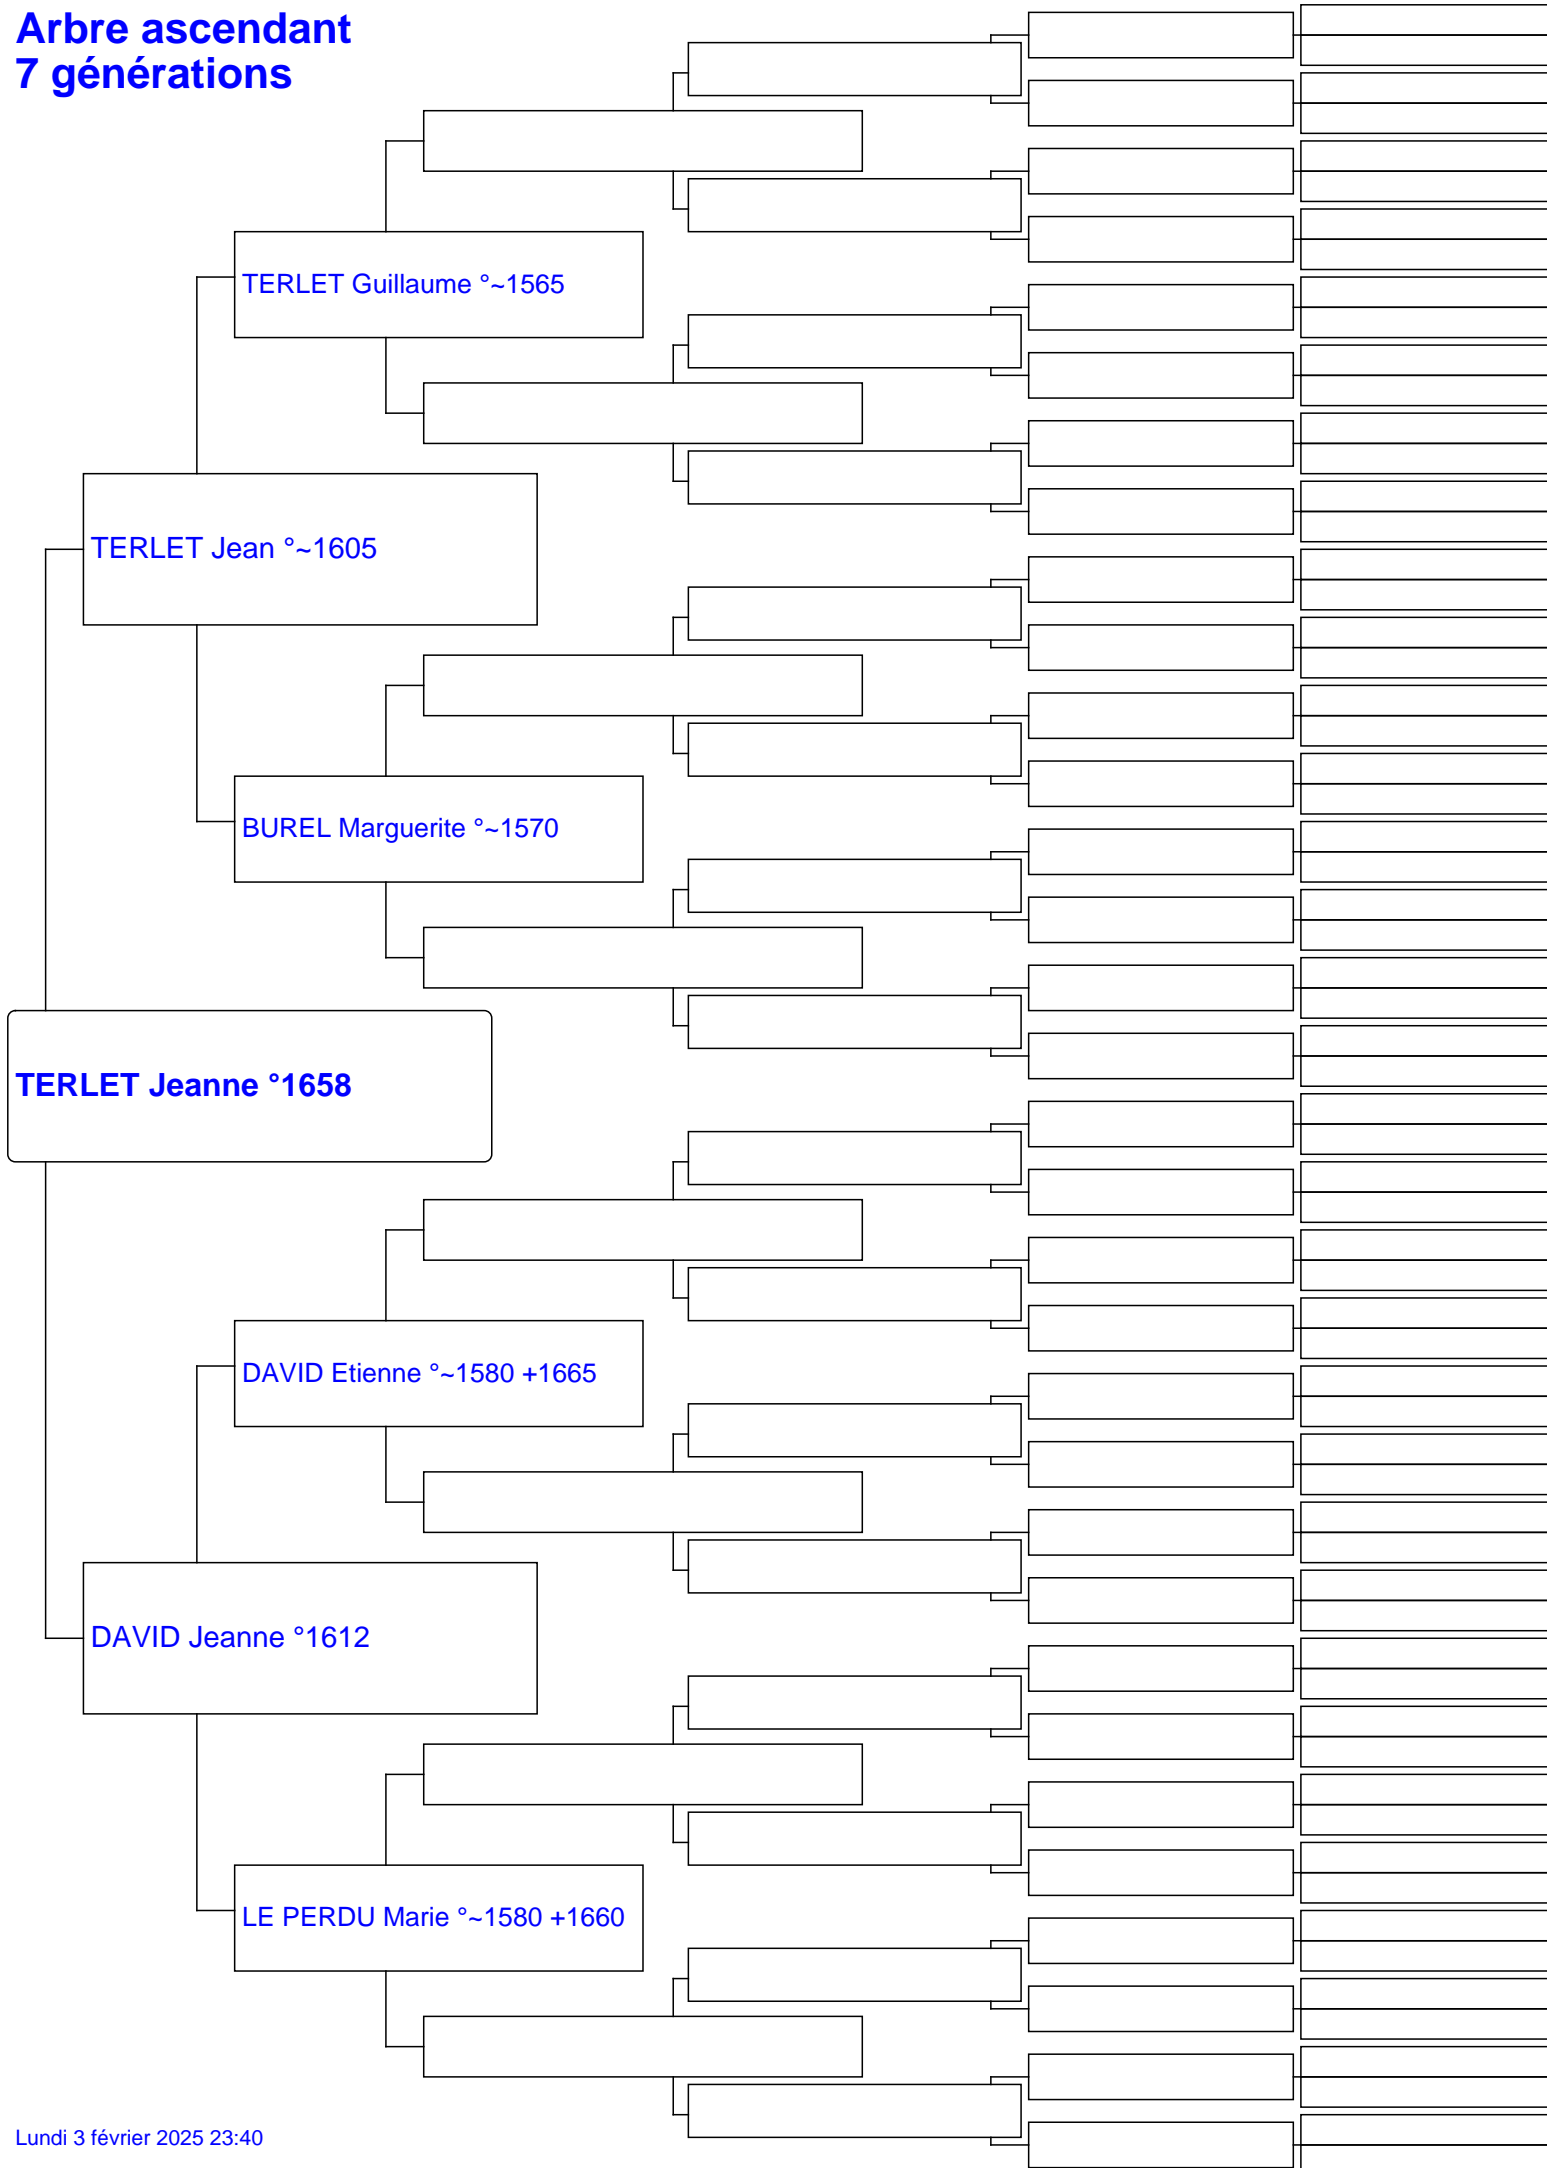 Arbre ascendant
7 générations
TERLET Guillaume °~1565
TERLET Jean °~1605
BUREL Marguerite °~1570
TERLET Jeanne °1658
DAVID Etienne °~1580 +1665
DAVID Jeanne °1612
LE PERDU Marie °~1580 +1660
Lundi 3 février 2025 23:40